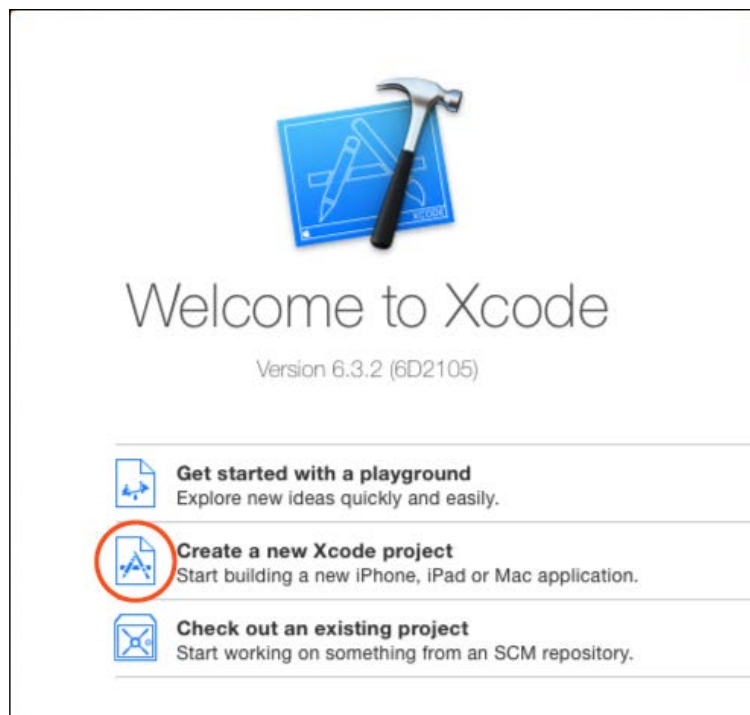 XCODE
Welcome to Xcode
Version 6.3.2 (6D2105)
Get started with a playground
Explore new ideas quickly and easily.
Create a new Xcode project
Start building a new iPhone, iPad or Mac application.
Check out an existing project
Start working on something from an SCM repository.